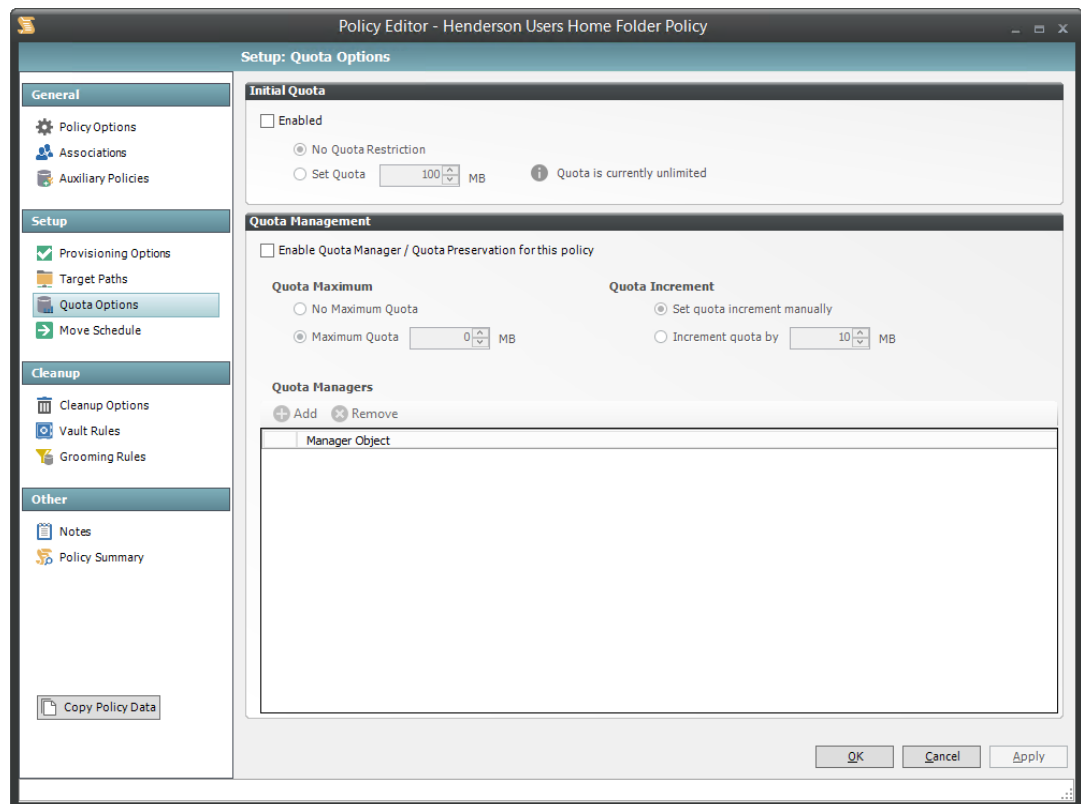 Policy Editor - Henderson Users Home Folder Policy
Setup: Quota Options
General
Policy Options
Associations
Auxiliary Policies
Setup
Provisioning Options
Target Paths
Quota Options
Move Schedule
Cleanup
Cleanup Options
Vault Rules
Grooming Rules
Other
Notes
Policy Summary
Copy Policy Data
Initial Quota
Enabled
No Quota Restriction
Set Quota 100 MB Quota is currently unlimited
Quota Management
Enable Quota Manager / Quota Preservation for this policy
Quota Maximum Quota Increment
No Maximum Quota Set quota increment manually
Maximum Quota 0 MB Increment quota by 10 MB
Quota Managers
Add Remove
Manager Object
OK Cancel Apply